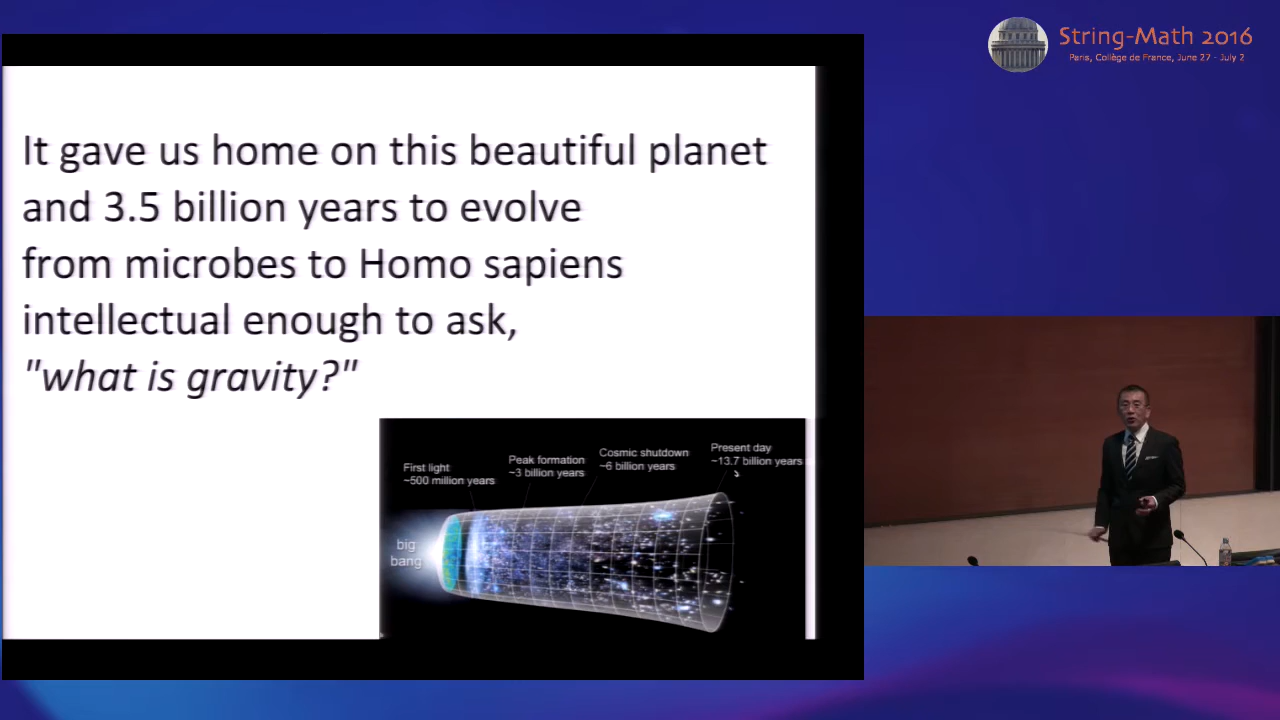 String-Math 2016
Paris, Collège de France, June 27 - July 2
It gave us home on this beautiful planet
and 3.5 billion years to evolve
from microbes to Homo sapiens
intellectual enough to ask,
"what is gravity?"
First light
~500 million years
Peak formation
~3 billion years
Cosmic shutdown
~6 billion years
Present day
~13.7 billion years
big
bang